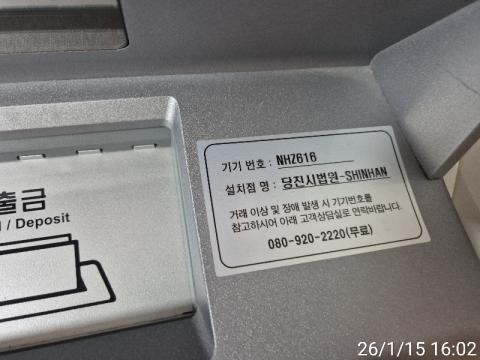 기기 번호 : NHZ616
설치점 명 : 당진시법원-SHINHAN
거래 이상 및 장애 발생 시 기기번호를
참고하시어 아래 고객상담실로 연락바랍니다.
080-920-2220(무료)
출금
/ Deposit
26/1/15 16:02